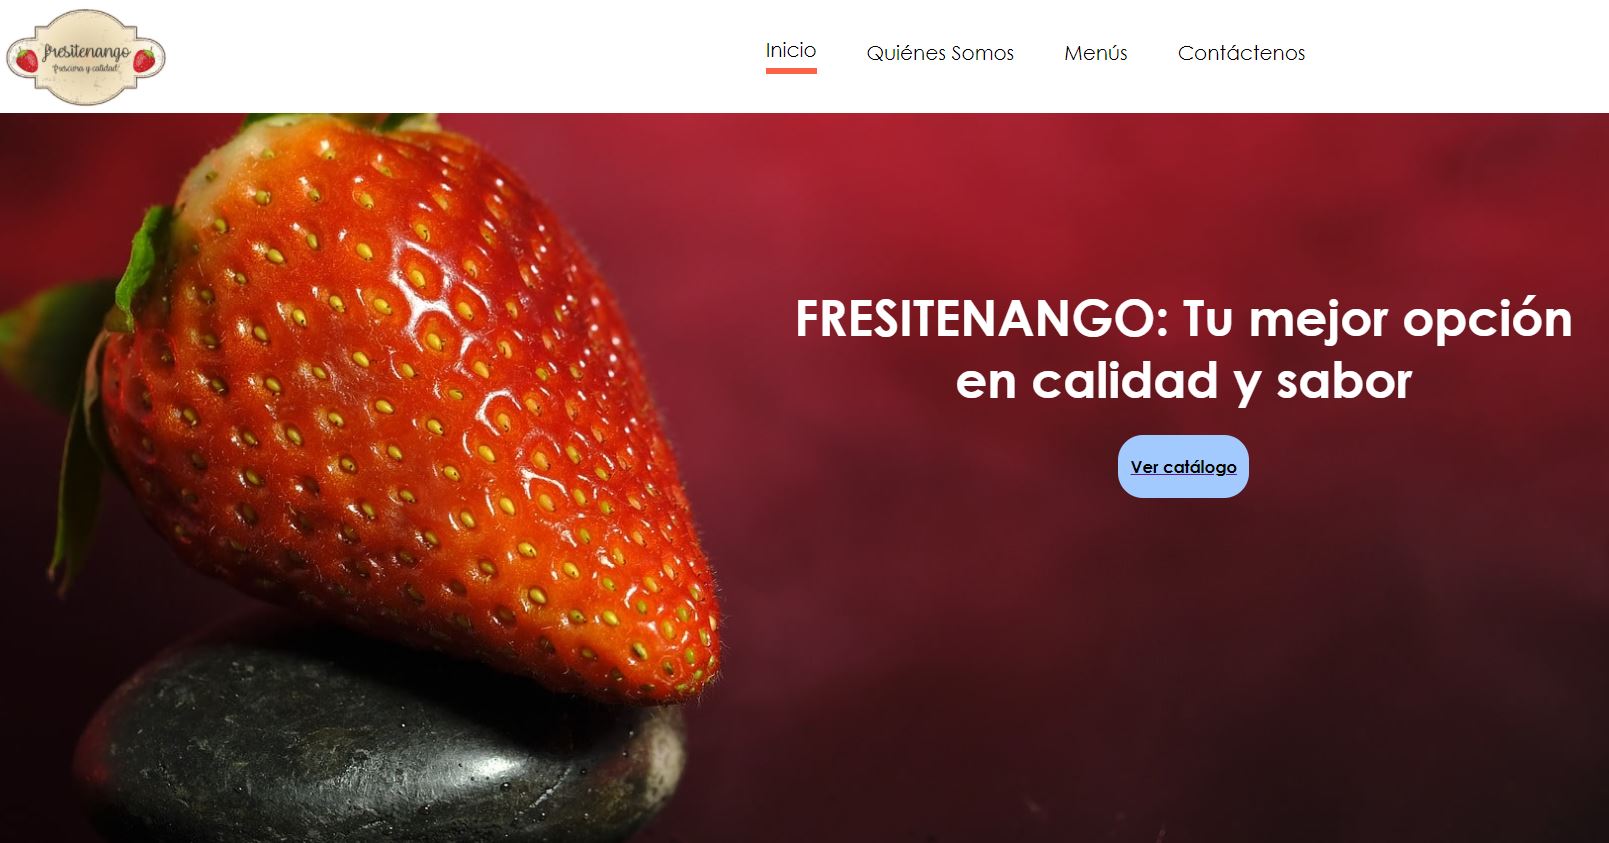 fresitenango
frescura y calidad
Inicio
Quiénes Somos
Menús
Contáctenos
FRESITENANGO: Tu mejor opción
en calidad y sabor
Ver catálogo